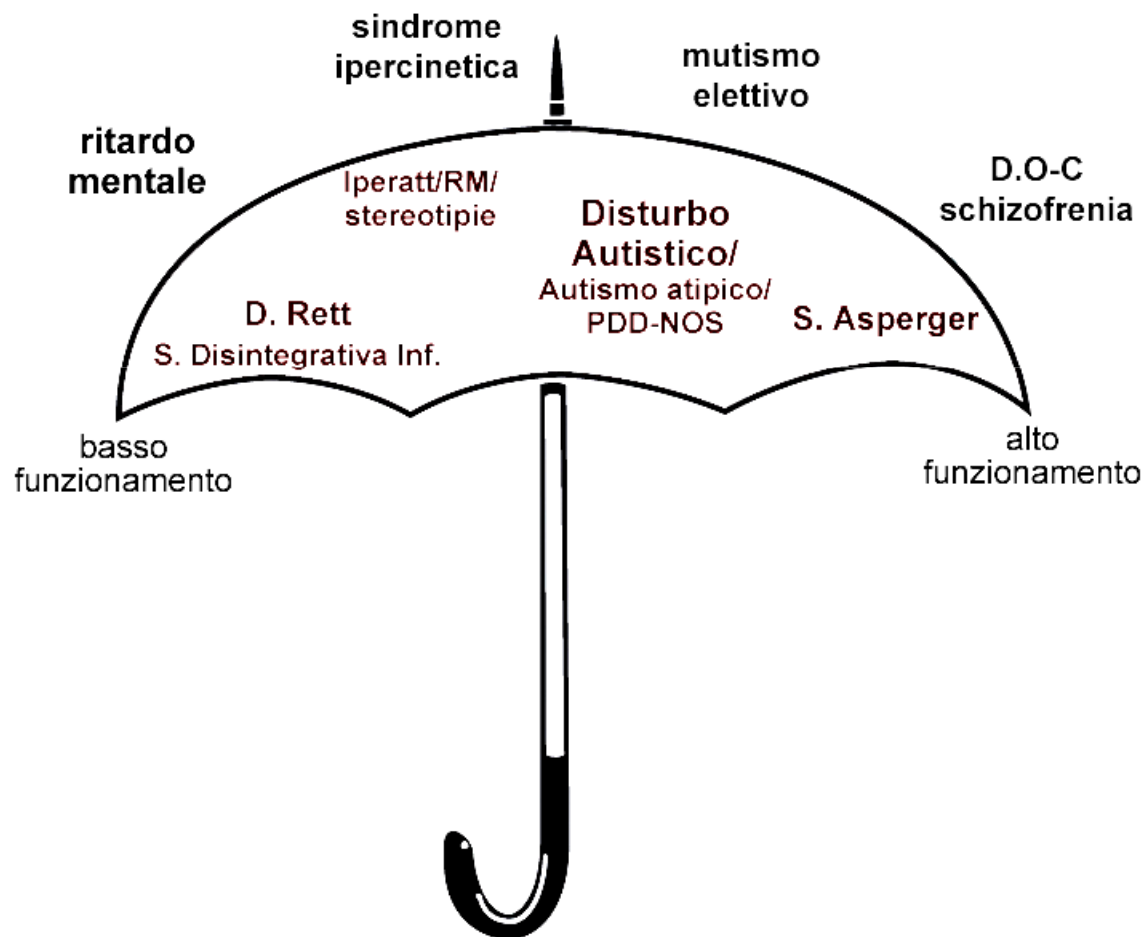 sindrome
ipercinetica
mutismo
elettivo
ritardo
mentale
Iperatt/RM/
stereotipie
D.O-C
schizofrenia
Disturbo
Autistico/
Autismo atipico/
PDD-NOS
D. Rett
S. Disintegrativa Inf.
S. Asperger
basso
funzionamento
alto
funzionamento